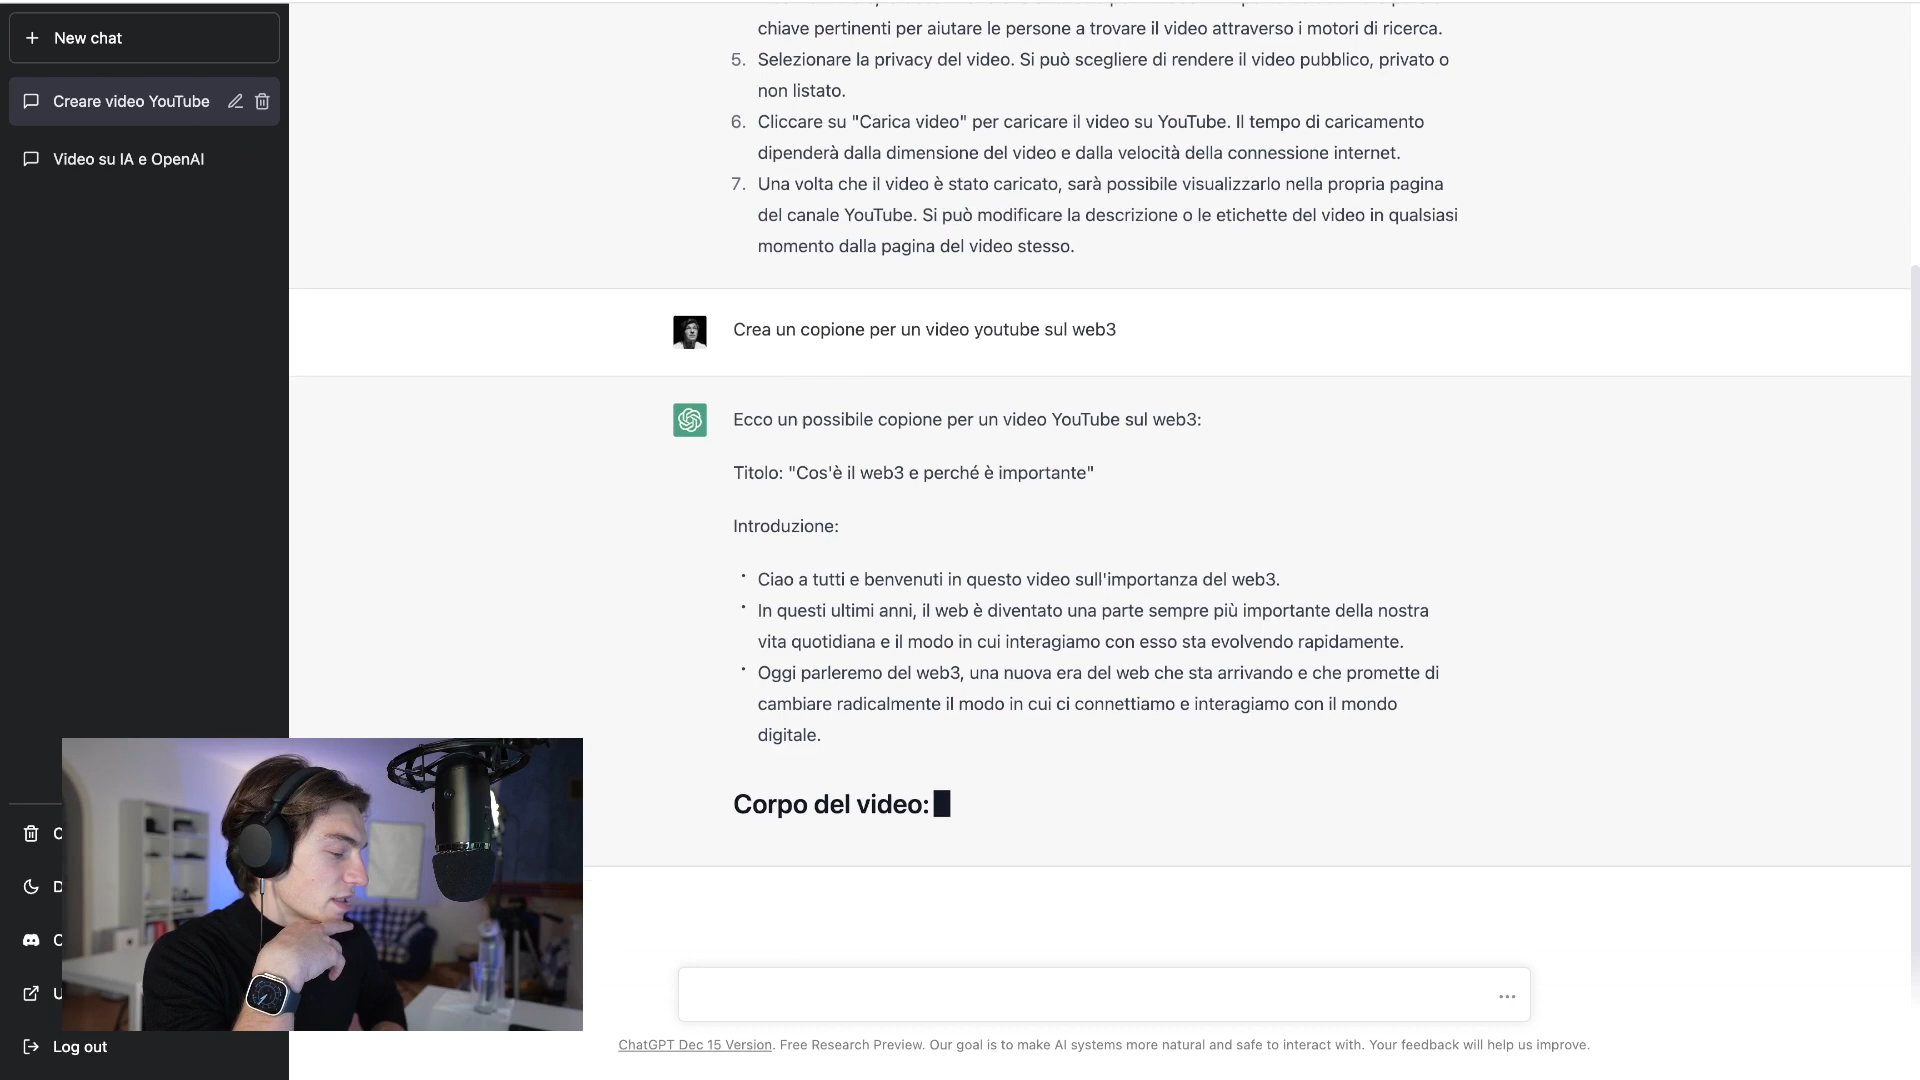 New chat
Creare video YouTube
Video su IA e OpenAI
chiave pertinenti per aiutare le persone a trovare il video attraverso i motori di ricerca.
5. Selezionare la privacy del video. Si può scegliere di rendere il video pubblico, privato o
non listato.
6. Cliccare su "Carica video" per caricare il video su YouTube. Il tempo di caricamento
dipenderà dalla dimensione del video e dalla velocità della connessione internet.
7. Una volta che il video è stato caricato, sarà possibile visualizzarlo nella propria pagina
del canale YouTube. Si può modificare la descrizione o le etichette del video in qualsiasi
momento dalla pagina del video stesso.
Crea un copione per un video youtube sul web3
Ecco un possibile copione per un video YouTube sul web3:
Titolo: "Cos'è il web3 e perché è importante"
Introduzione:
• Ciao a tutti e benvenuti in questo video sull'importanza del web3.
• In questi ultimi anni, il web è diventato una parte sempre più importante della nostra
vita quotidiana e il modo in cui interagiamo con esso sta evolvendo rapidamente.
• Oggi parleremo del web3, una nuova era del web che sta arrivando e che promette di
cambiare radicalmente il modo in cui ci connettiamo e interagiamo con il mondo
digitale.
Corpo del video:
Log out
ChatGPT Dec 15 Version. Free Research Preview. Our goal is to make AI systems more natural and safe to interact with. Your feedback will help us improve.